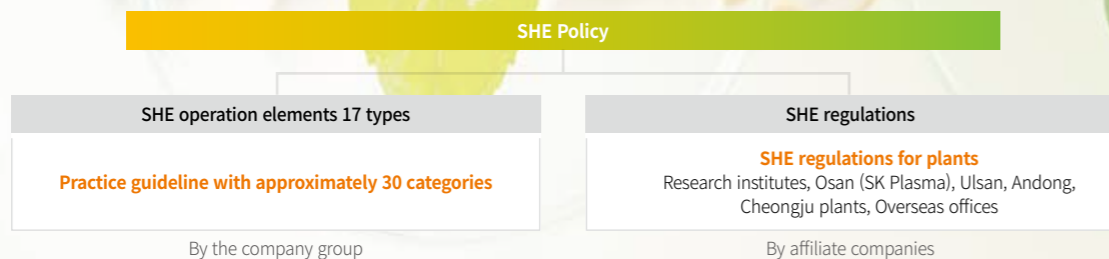 SHE Policy
SHE operation elements 17 types
Practice guideline with approximately 30 categories
By the company group
SHE regulations
SHE regulations for plants
Research institutes, Osan (SK Plasma), Ulsan, Andong,
Cheongju plants, Overseas offices
By affiliate companies